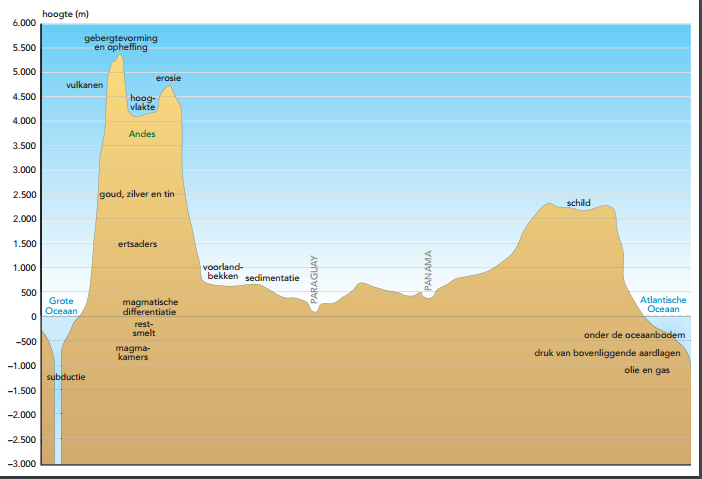 hoogte (m)
6.000
5.500
5.000
4.500
4.000
3.500
3.000
2.500
2.000
1.500
1.000
500
0
–500
–1.000
–1.500
–2.000
–2.500
–3.000
gebergtevorming
en opheffing
vulkanen
erosie
hoog-
vlakte
Andes
goud, zilver en tin
ertsaders
voorland-
bekken
sedimentatie
PARAGUAY
PANAMA
schild
Grote
Oceaan
magmatische
differentiatie
rest-
smelt
magma-
kamers
subductie
Atlantische
Oceaan
onder de oceaanbodem
druk van bovenliggende aardlagen
olie en gas